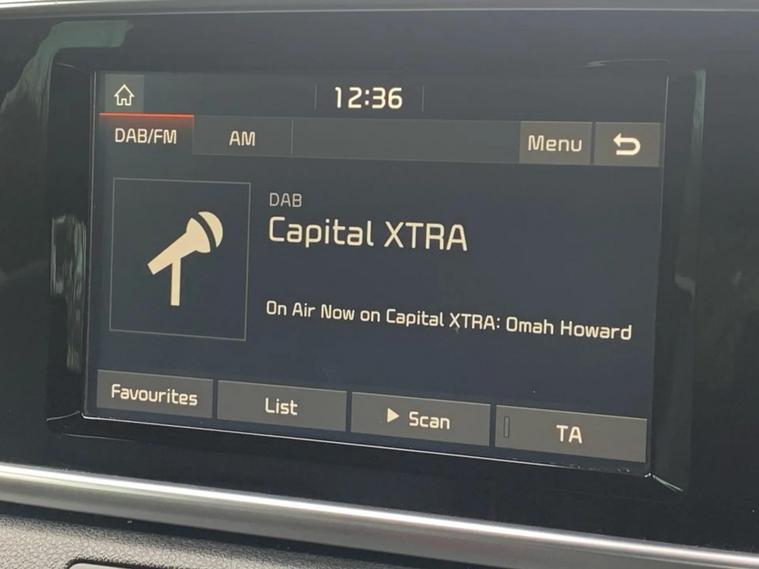 12:36
DAB/FM AM Menu
DAB
Capital XTRA
On Air Now on Capital XTRA: Omah Howard
Favourites List Scan TA